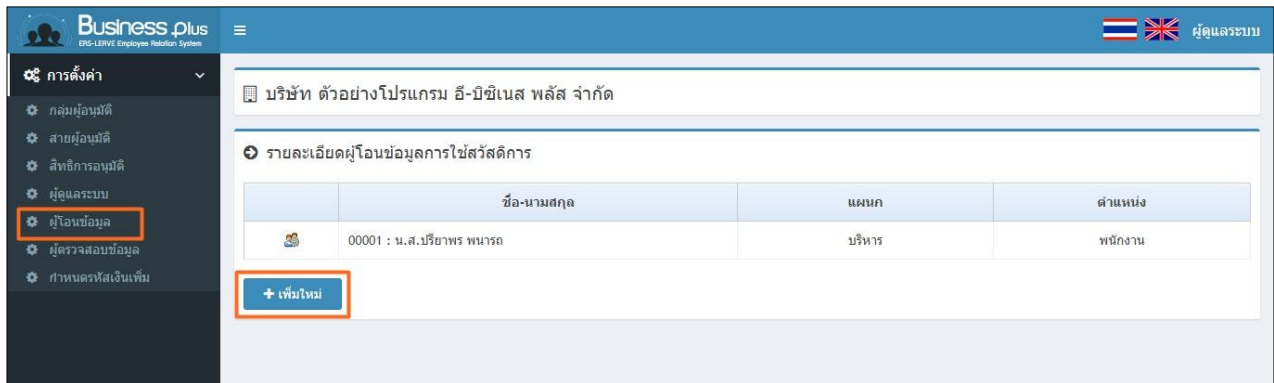 Business Plus
ERS-LERVE Employee Relation System
ผู้ดูแลระบบ
การตั้งค่า
กลุ่มผู้อนุมัติ
สายผู้อนุมัติ
สิทธิการอนุมัติ
ผู้ดูแลระบบ
ผู้โอนข้อมูล
ผู้ตรวจสอบข้อมูล
กำหนดรหัสเงินเพิ่ม
บริษัท ตัวอย่างโปรแกรม อี-บิซิเนส พลัส จำกัด
รายละเอียดผู้โอนข้อมูลการใช้สวัสดิการ
ชื่อ-นามสกุล แผนก ตำแหน่ง
00001 : น.ส.ปรียาพร พนารถ บริหาร พนักงาน
+ เพิ่มใหม่